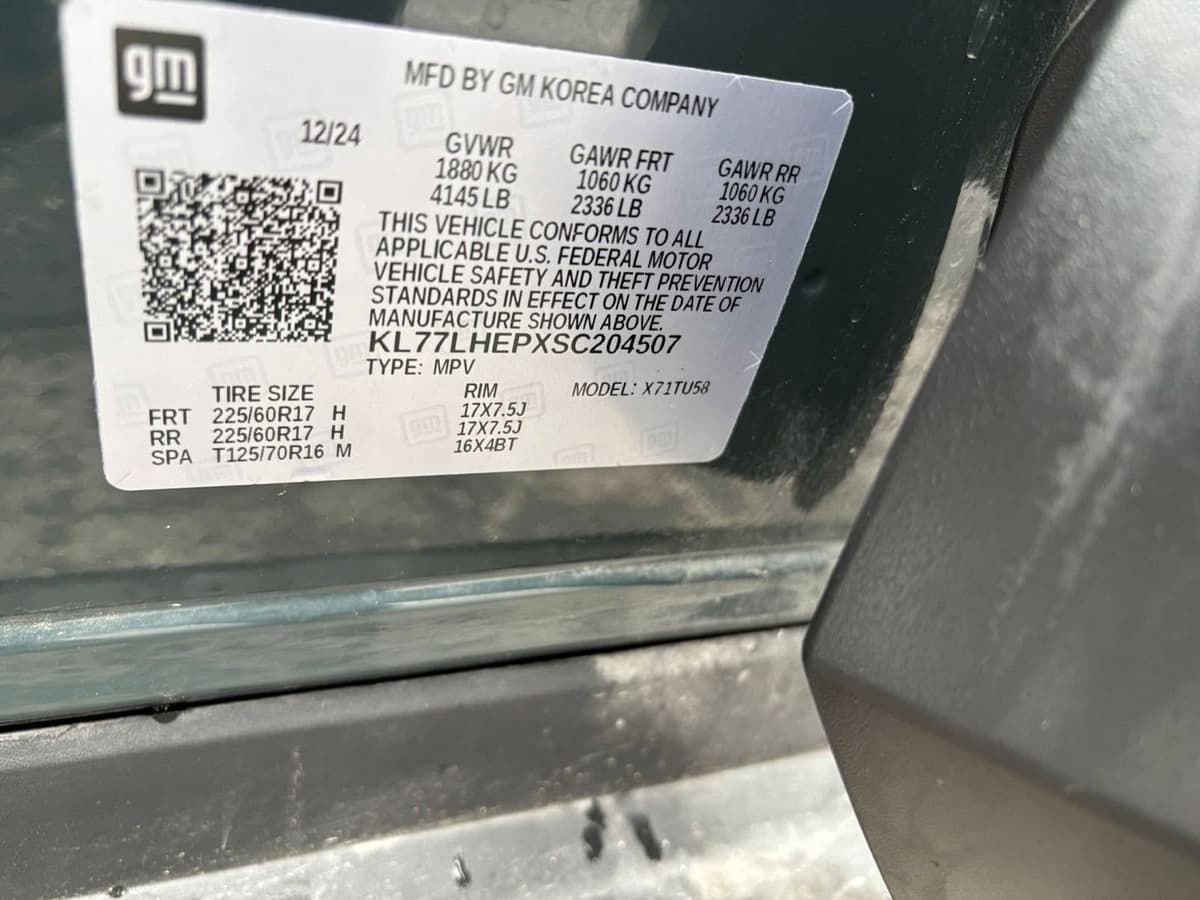 gm
MFD BY GM KOREA COMPANY
12/24
GVWR GAWR FRT GAWR RR
1880 KG 1060 KG 1060 KG
4145 LB 2336 LB 2336 LB
THIS VEHICLE CONFORMS TO ALL
APPLICABLE U.S. FEDERAL MOTOR
VEHICLE SAFETY AND THEFT PREVENTION
STANDARDS IN EFFECT ON THE DATE OF
MANUFACTURE SHOWN ABOVE.
KL77LHEPXSC204507
TYPE: MPV
TIRE SIZE RIM MODEL: X71TU58
FRT 225/60R17 H 17X7.5J
RR 225/60R17 H 17X7.5J
SPA T125/70R16 M 16X4BT